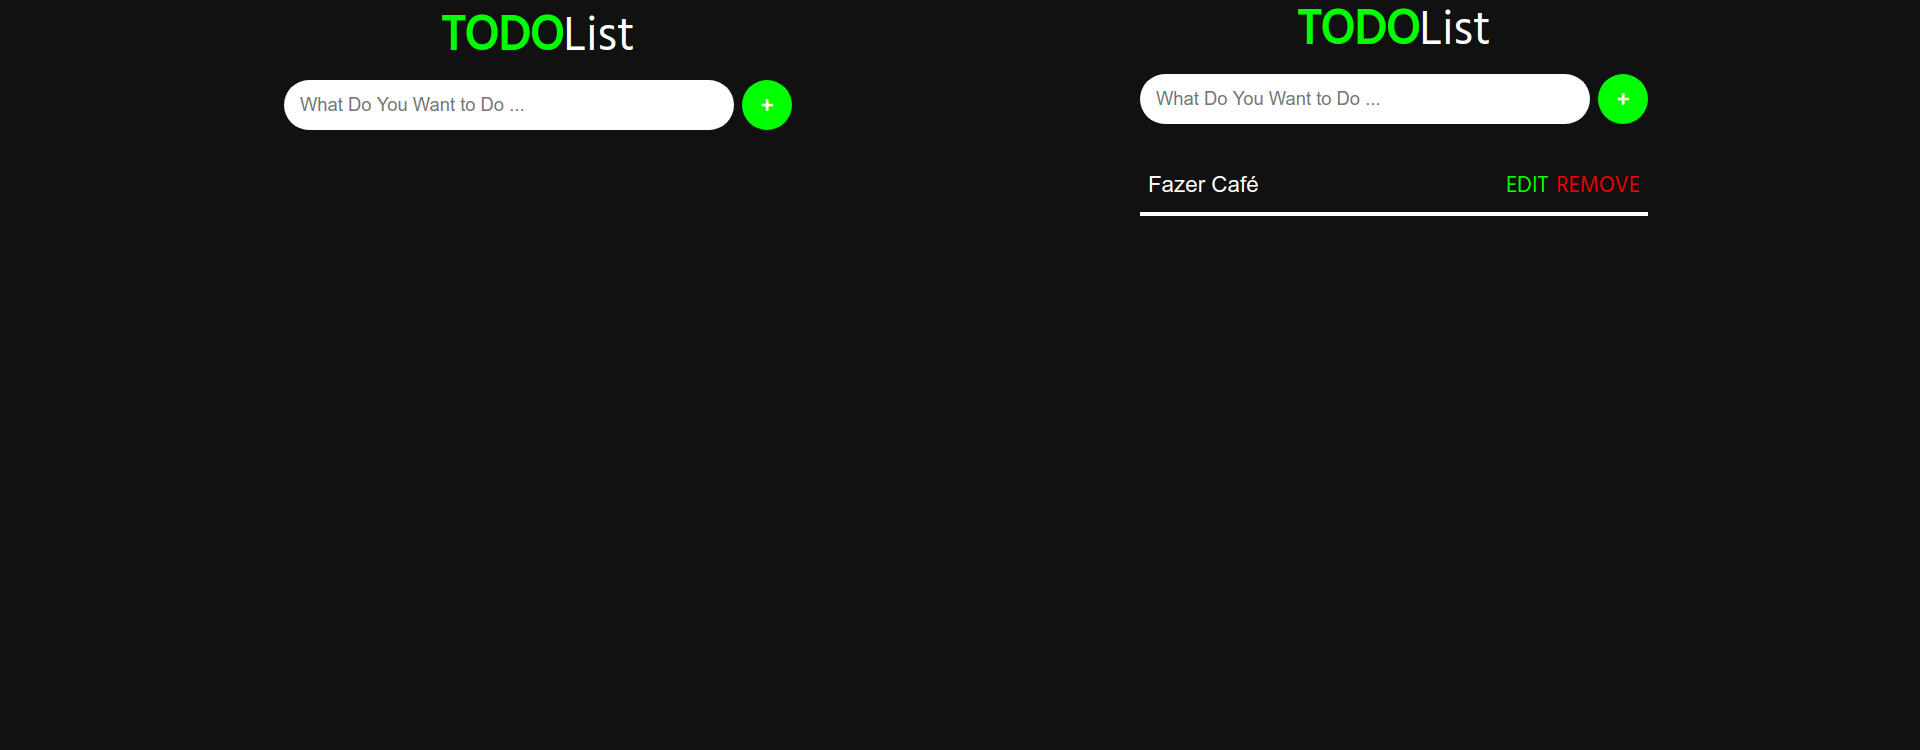 TODOList
What Do You Want to Do ...
+
TODOList
What Do You Want to Do ...
+
Fazer Café
EDIT REMOVE